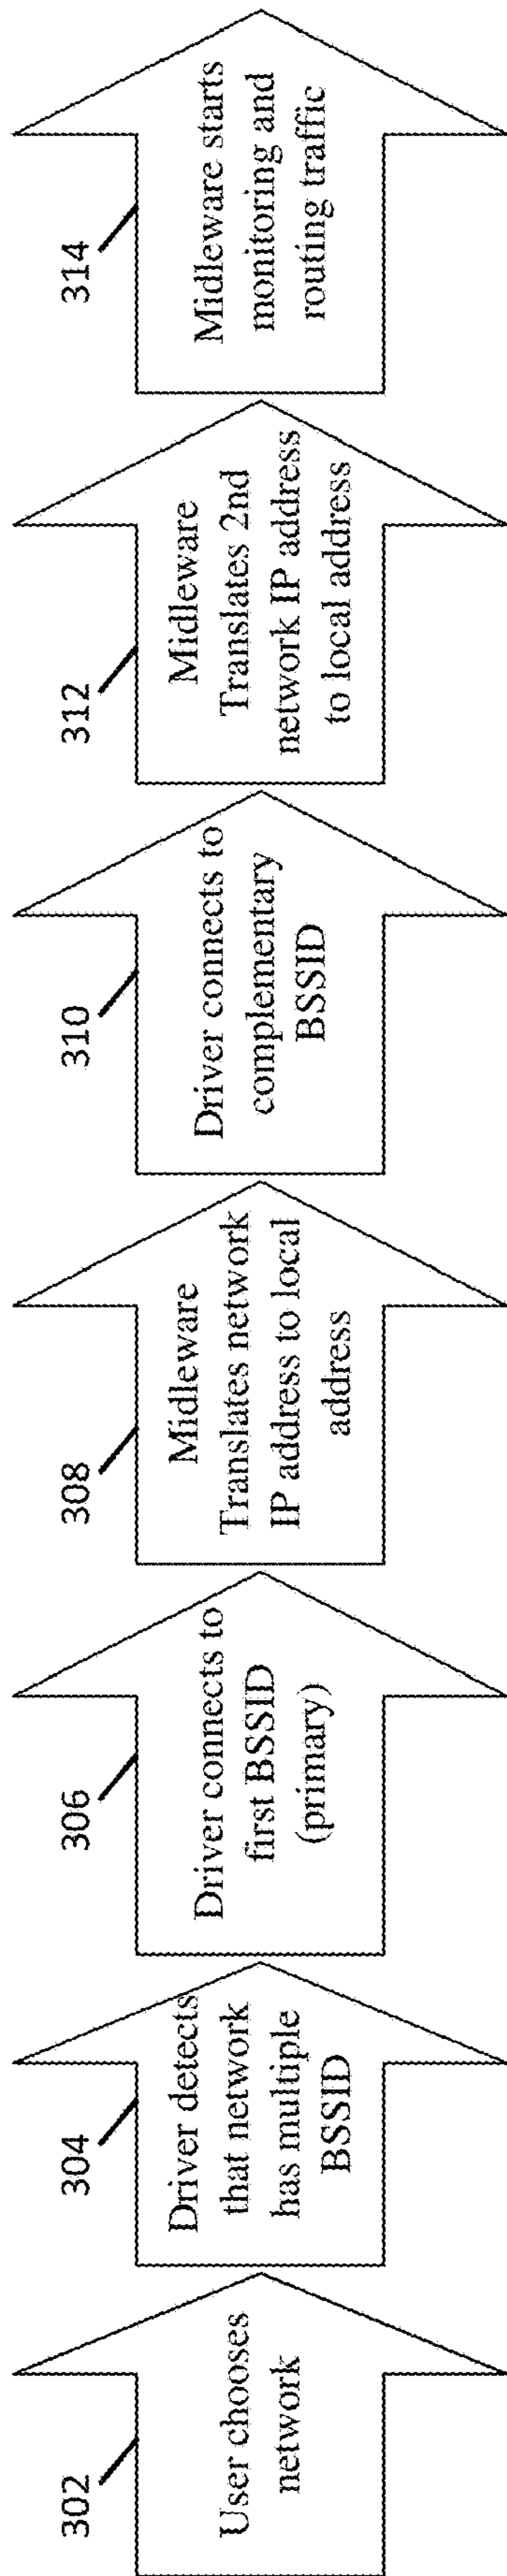 302
User chooses
network
304
Driver detects
that network
has multiple
BSSID
306
Driver connects to
first BSSID
(primary)
308
Midleware
Translates network
IP address to local
address
310
Driver connects to
complementary
BSSID
312
Midleware
Translates 2nd
network IP address
to local address
314
Midleware starts
monitoring and
routing traffic